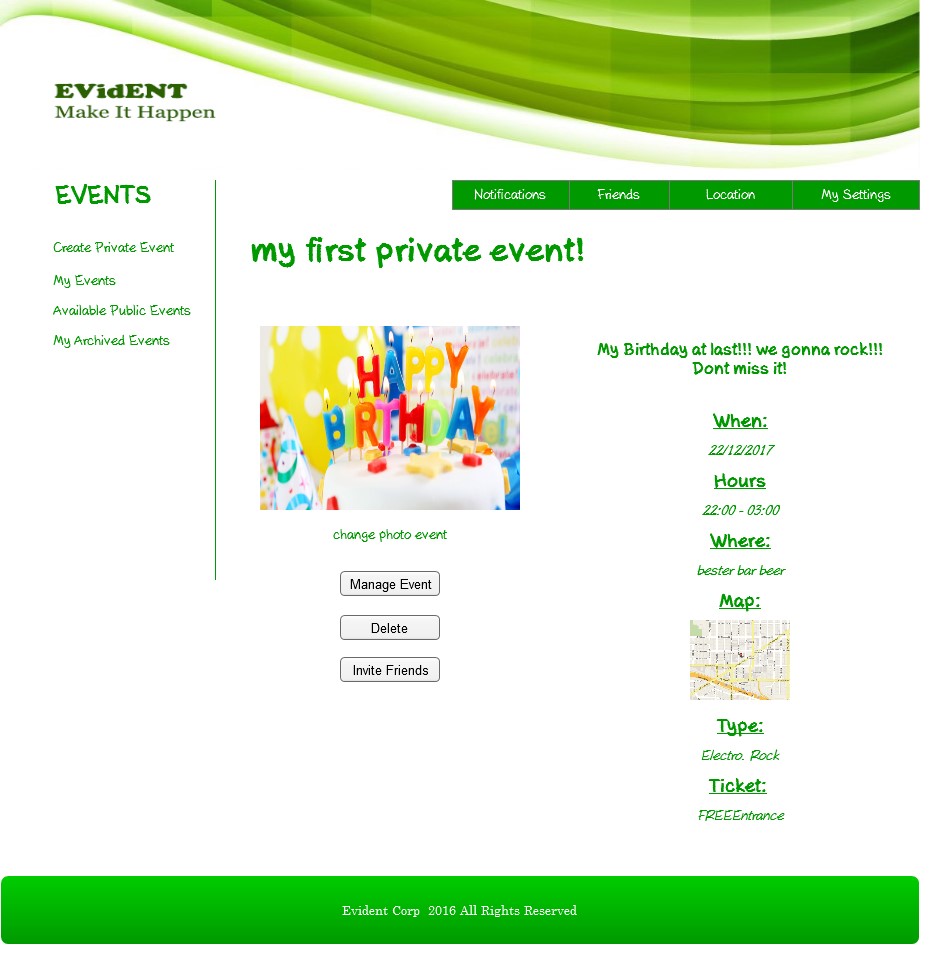 EVidENT
Make It Happen
EVENTS
Notifications
Friends
Location
My Settings
Create Private Event
My Events
Available Public Events
My Archived Events
my first private event!
HAPPY
BIRTHDAY
change photo event
Manage Event
Delete
Invite Friends
My Birthday at last!!! we gonna rock!!!
Dont miss it!
When:
22/12/2017
Hours
22:00 - 03:00
Where:
bester bar beer
Map:
Type:
Electro. Rock
Ticket:
FREEEntrance
Evident Corp  2016 All Rights Reserved